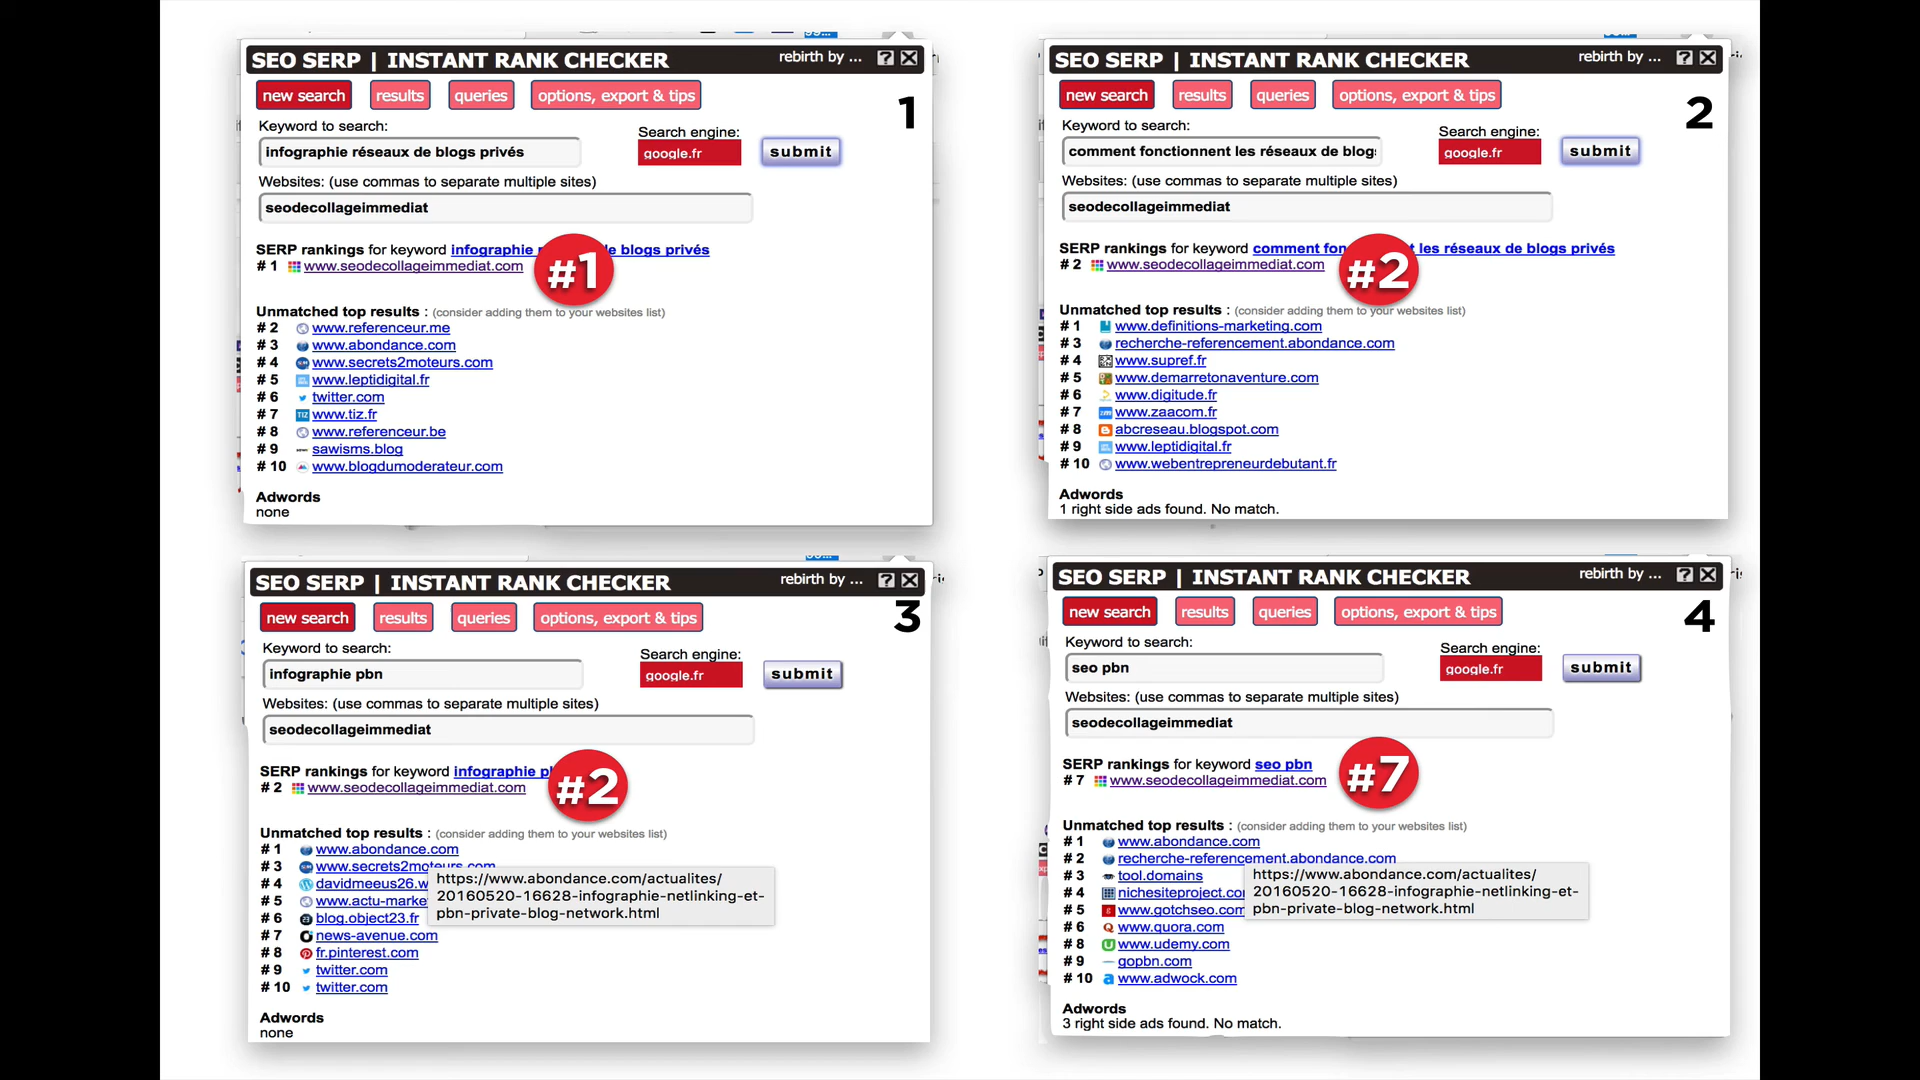 SEO SERP | INSTANT RANK CHECKER
rebirth by ...
new search
results
queries
options, export & tips
1
Keyword to search:
Search engine:
infographie réseaux de blogs privés
google.fr
submit
Websites: (use commas to separate multiple sites)
seodecollageimmediat
SERP rankings for keyword infographie de blogs privés
# 1 www.seodecollageimmediat.com
#1
Unmatched top results : (consider adding them to your websites list)
# 2 www.referenceur.me
# 3 www.abondance.com
# 4 www.secrets2moteurs.com
# 5 www.leptidigital.fr
# 6 twitter.com
# 7 www.tiz.fr
# 8 www.referenceur.be
# 9 sawisms.blog
# 10 www.blogdumoderateur.com
Adwords
none
SEO SERP | INSTANT RANK CHECKER
rebirth by ...
new search
results
queries
options, export & tips
2
Keyword to search:
Search engine:
comment fonctionnent les réseaux de blog
google.fr
submit
Websites: (use commas to separate multiple sites)
seodecollageimmediat
SERP rankings for keyword comment les réseaux de blogs privés
# 2 www.seodecollageimmediat.com
#2
Unmatched top results : (consider adding them to your websites list)
# 1 www.definitions-marketing.com
# 3 recherche-referencement.abondance.com
# 4 www.supref.fr
# 5 www.demarretonaventure.com
# 6 www.digitude.fr
# 7 www.zaacom.fr
# 8 abcreseau.blogspot.com
# 9 www.leptidigital.fr
# 10 www.webentrepreneurdebutant.fr
Adwords
1 right side ads found. No match.
SEO SERP | INSTANT RANK CHECKER
rebirth by ...
new search
results
queries
options, export & tips
3
Keyword to search:
Search engine:
infographie pbn
google.fr
submit
Websites: (use commas to separate multiple sites)
seodecollageimmediat
SERP rankings for keyword infographie
# 2 www.seodecollageimmediat.com
#2
Unmatched top results : (consider adding them to your websites list)
# 1 www.abondance.com
# 3 www.secrets2moteurs.com
# 4 davidmeeus26.w
# 5 www.actu-marke
# 6 blog.object23.fr
# 7 news-avenue.com
# 8 fr.pinterest.com
# 9 twitter.com
# 10 twitter.com
https://www.abondance.com/actualites/
20160520-16628-infographie-netlinking-et-
pbn-private-blog-network.html
Adwords
none
SEO SERP | INSTANT RANK CHECKER
rebirth by ...
new search
results
queries
options, export & tips
4
Keyword to search:
Search engine:
seo pbn
google.fr
submit
Websites: (use commas to separate multiple sites)
seodecollageimmediat
SERP rankings for keyword seo pbn
# 7 www.seodecollageimmediat.com
#7
Unmatched top results : (consider adding them to your websites list)
# 1 www.abondance.com
# 2 recherche-referencement.abondance.com
# 3 tool.domains
# 4 nichesiteproject.co
# 5 www.gotchseo.com
# 6 www.quora.com
# 8 www.udemy.com
# 9 gopbn.com
# 10 www.adwock.com
https://www.abondance.com/actualites/
20160520-16628-infographie-netlinking-et-
pbn-private-blog-network.html
Adwords
3 right side ads found. No match.